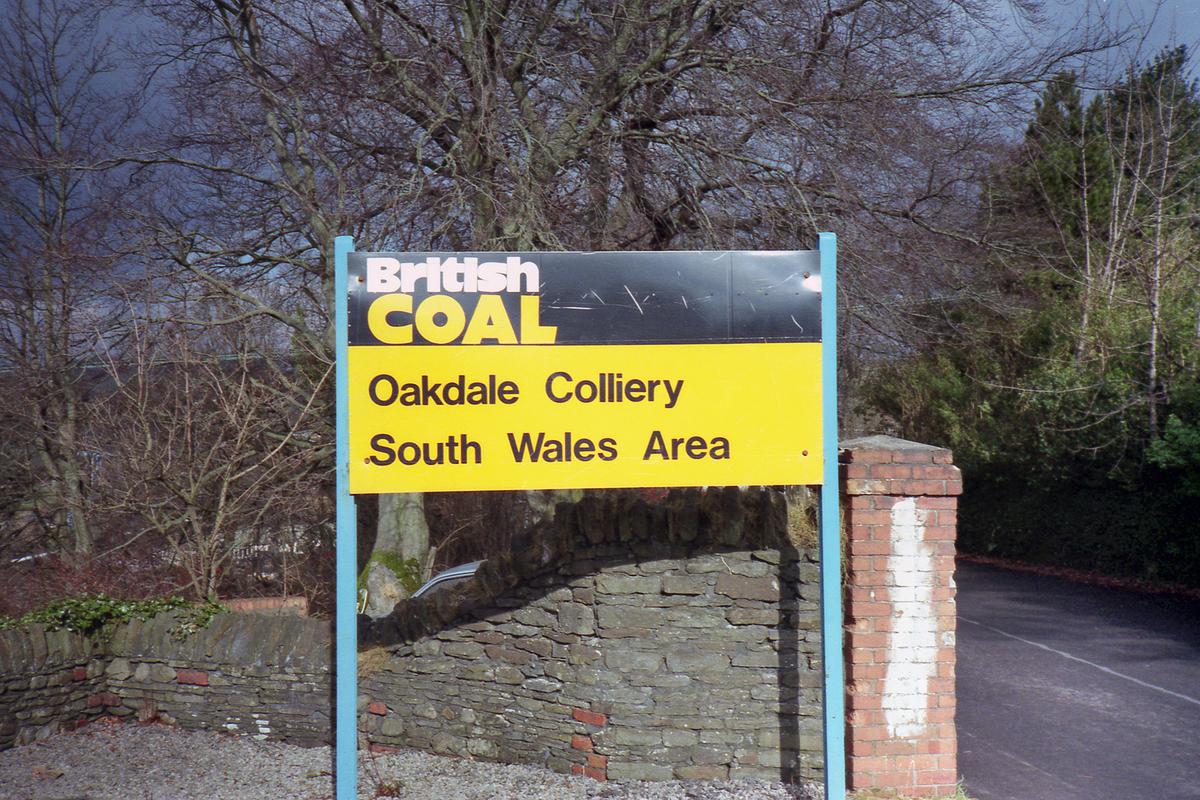 British
COAL
Oakdale Colliery
South Wales Area